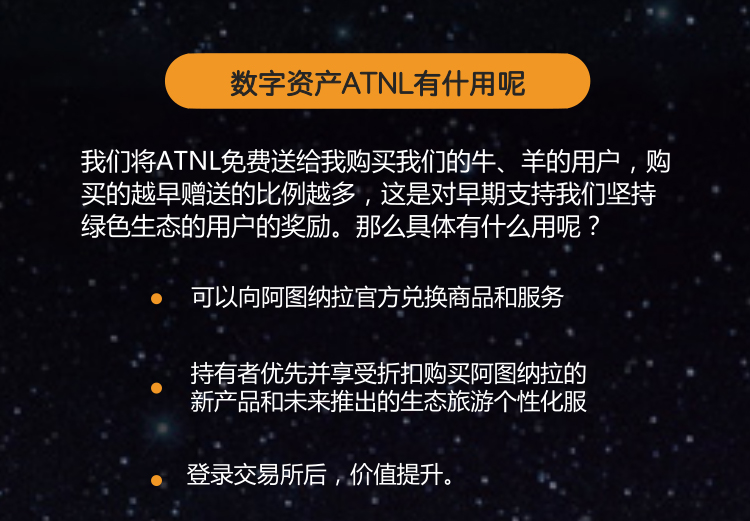 数字资产ATNL有什用呢
我们将ATNL免费送给我购买我们的牛、羊的用户，购
买的越早赠送的比例越多，这是对早期支持我们坚持
绿色生态的用户的奖励。那么具体有什么用呢？
可以向阿图纳拉官方兑换商品和服务
持有者优先并享受折扣购买阿图纳拉的
新产品和未来推出的生态旅游个性化服
登录交易所后，价值提升。